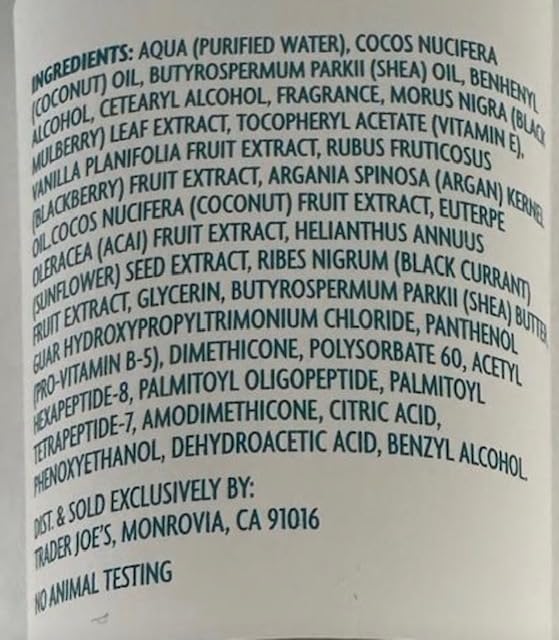 INGREDIENTS: AQUA (PURIFIED WATER), COCOS NUCIFERA
(COCONUT) OIL, BUTYROSPERMUM PARKII (SHEA) OIL, BENHENYL
ALCOHOL, CETEARYL ALCOHOL, FRAGRANCE, MORUS NIGRA (BLACK
MULBERRY) LEAF EXTRACT, TOCOPHERYL ACETATE (VITAMIN E),
VANILLA PLANIFOLIA FRUIT EXTRACT, RUBUS FRUTICOSUS
(BLACKBERRY) FRUIT EXTRACT, ARGANIA SPINOSA (ARGAN) KERNEL
OIL,COCOS NUCIFERA (COCONUT) FRUIT EXTRACT, EUTERPE
OLERACEA (ACAI) FRUIT EXTRACT, HELIANTHUS ANNUUS
(SUNFLOWER) SEED EXTRACT, RIBES NIGRUM (BLACK CURRANT)
FRUIT EXTRACT, GLYCERIN, BUTYROSPERMUM PARKII (SHEA) BUTTER,
GUAR HYDROXYPROPYLTRIMONIUM CHLORIDE, PANTHENOL
(PRO-VITAMIN B-5), DIMETHICONE, POLYSORBATE 60, ACETYL
HEXAPEPTIDE-8, PALMITOYL OLIGOPEPTIDE, PALMITOYL
TETRAPEPTIDE-7, AMODIMETHICONE, CITRIC ACID,
PHENOXYETHANOL, DEHYDROACETIC ACID, BENZYL ALCOHOL.
DIST. & SOLD EXCLUSIVELY BY:
TRADER JOE'S, MONROVIA, CA 91016
NO ANIMAL TESTING